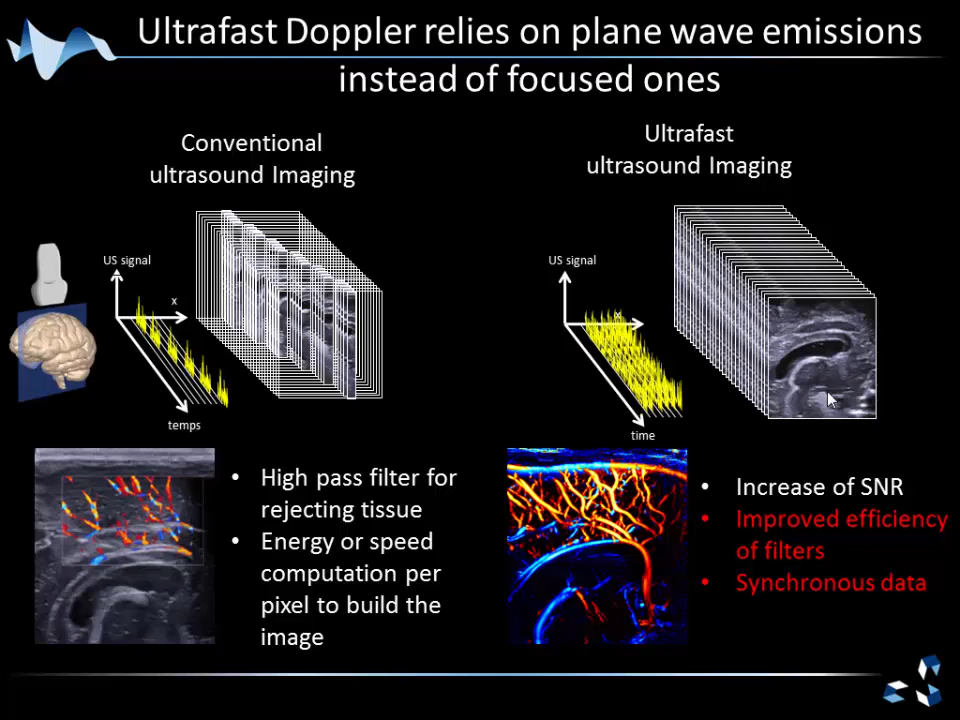 Ultrafast Doppler relies on plane wave emissions
instead of focused ones
Conventional
ultrasound Imaging
US signal
x
temps
• High pass filter for
rejecting tissue
• Energy or speed
computation per
pixel to build the
image
Ultrafast
ultrasound Imaging
US signal
x
time
• Increase of SNR
• Improved efficiency
of filters
• Synchronous data